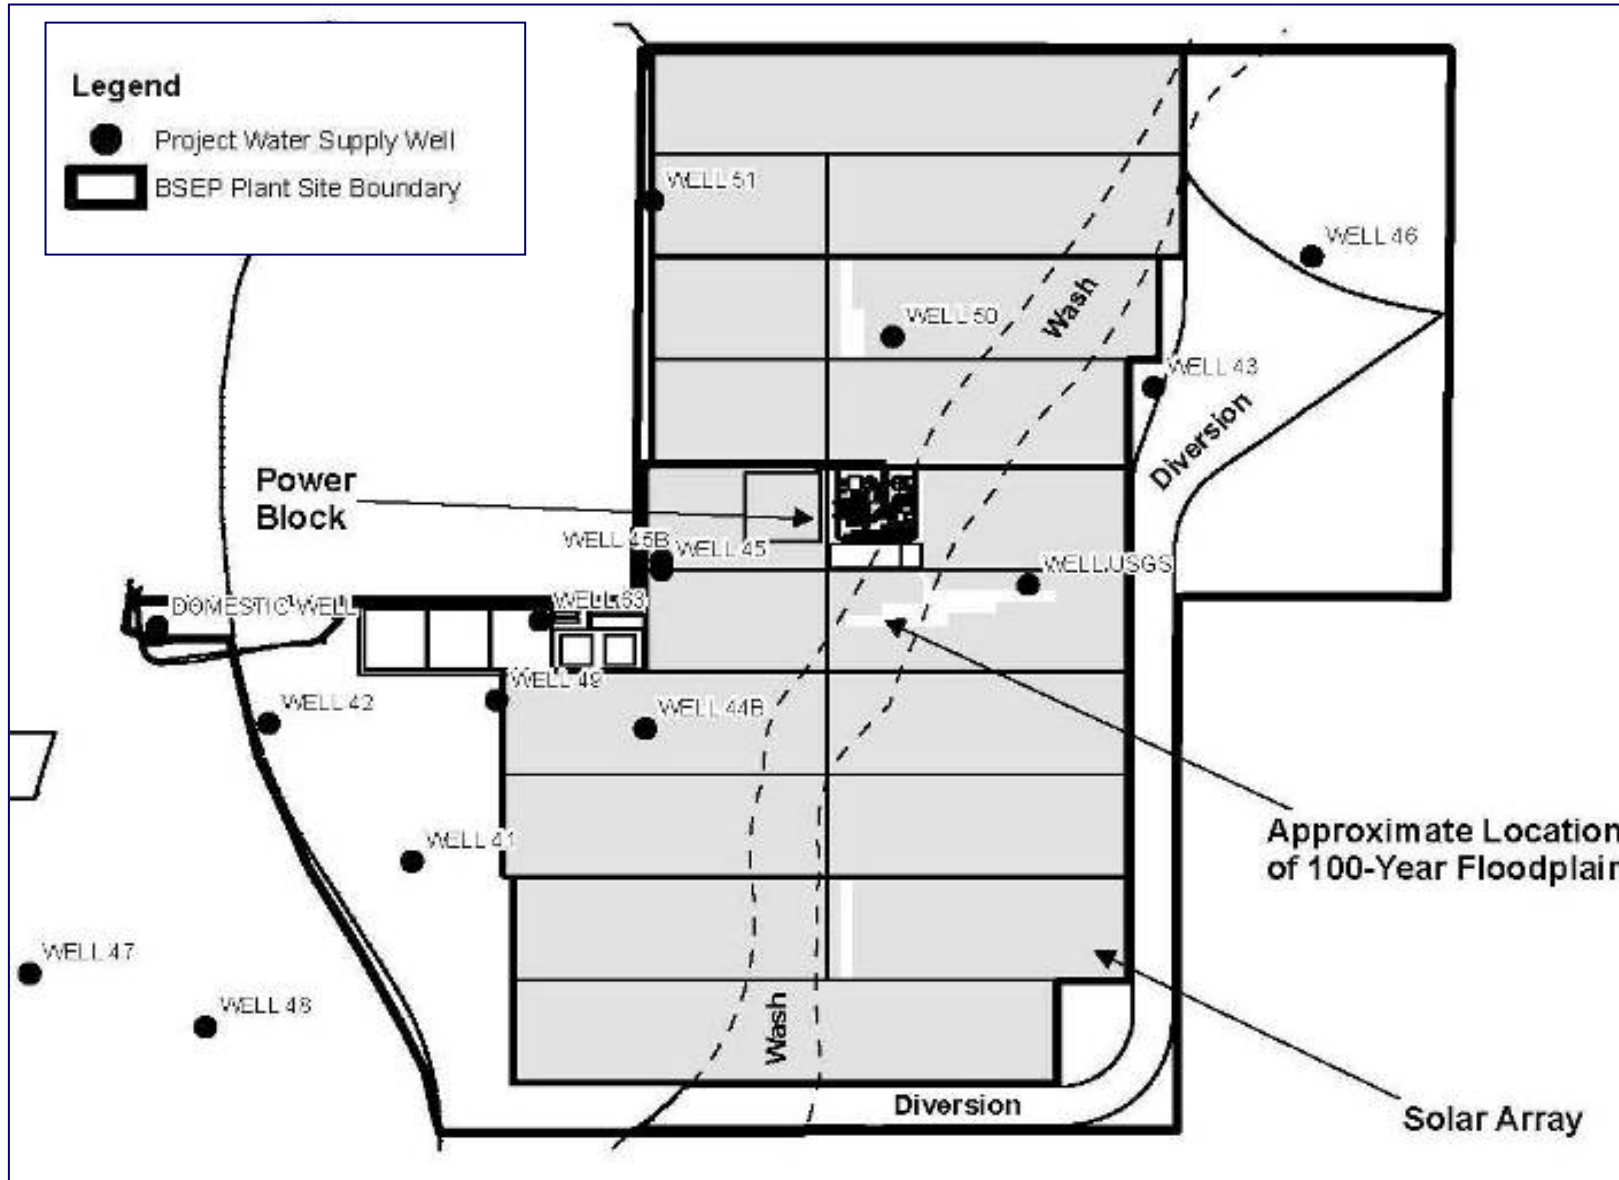 Legend
Project Water Supply Well
BSEP Plant Site Boundary
WELL 51
WELL 46
WELL 50
Wash
WELL 43
Diversion
Power
Block
WELL 45B
WELL 45
WELL USGS
DOMESTIC WELL
WELL 63
WELL 49
WELL 42
WELL 44B
Approximate Location
of 100-Year Floodplain
WELL 41
WELL 47
WELL 48
Wash
Diversion
Solar Array